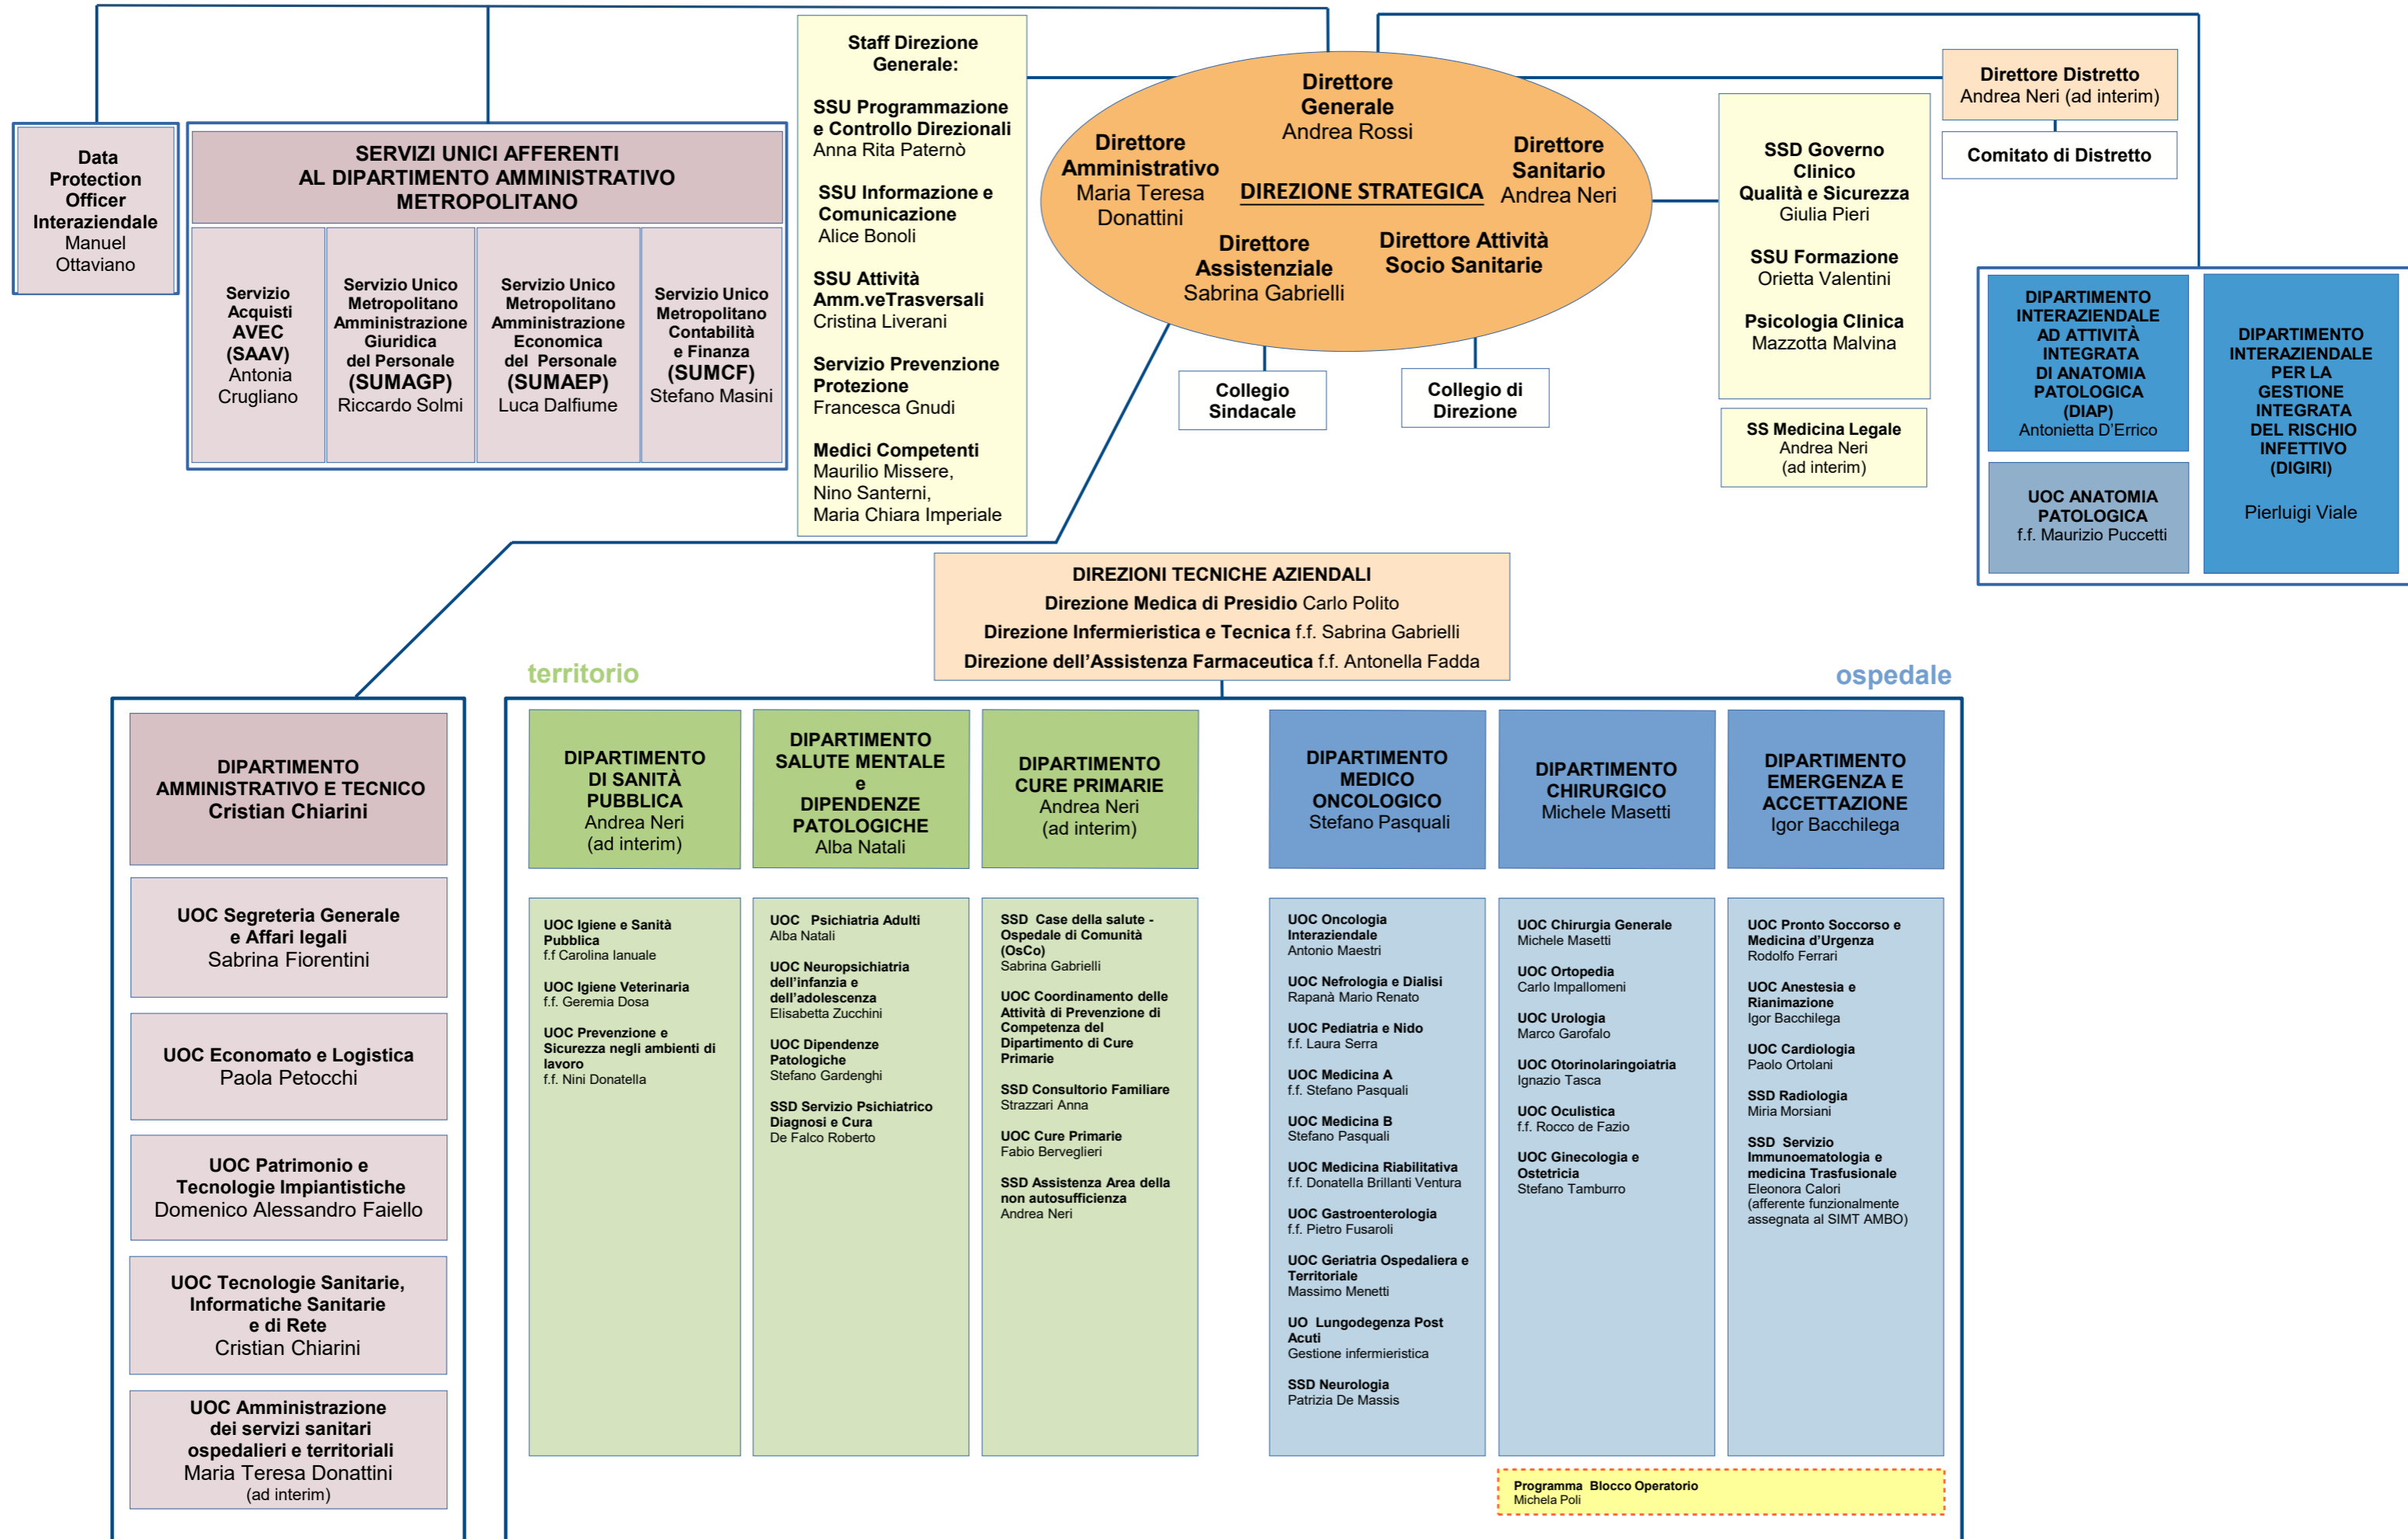 Data
Protection
Officer
Interaziendale
Manuel
Ottaviano
SERVIZI UNICI AFFERENTI
AL DIPARTIMENTO AMMINISTRATIVO
METROPOLITANO
Servizio
Acquisti
AVEC
(SAAV)
Antonia
Crugliano
Servizio Unico
Metropolitano
Amministrazione
Giuridica
del Personale
(SUMAGP)
Riccardo Solmi
Servizio Unico
Metropolitano
Amministrazione
Economica
del Personale
(SUMAEP)
Luca Dalfiume
Servizio Unico
Metropolitano
Contabilità
e Finanza
(SUMCF)
Stefano Masini
Staff Direzione
Generale:
SSU Programmazione
e Controllo Direzionali
Anna Rita Paternò
SSU Informazione e
Comunicazione
Alice Bonoli
SSU Attività
Amm.veTrasversali
Cristina Liverani
Servizio Prevenzione
Protezione
Francesca Gnudi
Medici Competenti
Maurilio Missere,
Nino Santerni,
Maria Chiara Imperiale
Direttore
Generale
Andrea Rossi
Direttore
Amministrativo
Maria Teresa
Donattini
DIREZIONE STRATEGICA
Direttore
Sanitario
Andrea Neri
Direttore
Assistenziale
Sabrina Gabrielli
Direttore Attività
Socio Sanitarie
Collegio
Sindacale
Collegio di
Direzione
SSD Governo
Clinico
Qualità e Sicurezza
Giulia Pieri
SSU Formazione
Orietta Valentini
Psicologia Clinica
Mazzotta Malvina
SS Medicina Legale
Andrea Neri
(ad interim)
Direttore Distretto
Andrea Neri (ad interim)
Comitato di Distretto
DIPARTIMENTO
INTERAZIENDALE
AD ATTIVITÀ
INTEGRATA
DI ANATOMIA
PATOLOGICA
(DIAP)
Antonietta D'Errico
UOC ANATOMIA
PATOLOGICA
f.f. Maurizio Puccetti
DIPARTIMENTO
INTERAZIENDALE
PER LA
GESTIONE
INTEGRATA
DEL RISCHIO
INFETTIVO
(DIGIRI)
Pierluigi Viale
DIREZIONI TECNICHE AZIENDALI
Direzione Medica di Presidio Carlo Polito
Direzione Infermieristica e Tecnica f.f. Sabrina Gabrielli
Direzione dell'Assistenza Farmaceutica f.f. Antonella Fadda
territorio
ospedale
DIPARTIMENTO
AMMINISTRATIVO E TECNICO
Cristian Chiarini
UOC Segreteria Generale
e Affari legali
Sabrina Fiorentini
UOC Economato e Logistica
Paola Petocchi
UOC Patrimonio e
Tecnologie Impiantistiche
Domenico Alessandro Faiello
UOC Tecnologie Sanitarie,
Informatiche Sanitarie
e di Rete
Cristian Chiarini
UOC Amministrazione
dei servizi sanitari
ospedalieri e territoriali
Maria Teresa Donattini
(ad interim)
DIPARTIMENTO
DI SANITÀ
PUBBLICA
Andrea Neri
(ad interim)
UOC Igiene e Sanità
Pubblica
f.f Carolina Ianuale
UOC Igiene Veterinaria
f.f. Geremia Dosa
UOC Prevenzione e
Sicurezza negli ambienti di
lavoro
f.f. Nini Donatella
DIPARTIMENTO
SALUTE MENTALE
e
DIPENDENZE
PATOLOGICHE
Alba Natali
UOC Psichiatria Adulti
Alba Natali
UOC Neuropsichiatria
dell'infanzia e
dell'adolescenza
Elisabetta Zucchini
UOC Dipendenze
Patologiche
Stefano Gardenghi
SSD Servizio Psichiatrico
Diagnosi e Cura
De Falco Roberto
DIPARTIMENTO
CURE PRIMARIE
Andrea Neri
(ad interim)
SSD Case della salute -
Ospedale di Comunità
(OsCo)
Sabrina Gabrielli
UOC Coordinamento delle
Attività di Prevenzione di
Competenza del
Dipartimento di Cure
Primarie
SSD Consultorio Familiare
Strazzari Anna
UOC Cure Primarie
Fabio Berveglieri
SSD Assistenza Area della
non autosufficienza
Andrea Neri
DIPARTIMENTO
MEDICO
ONCOLOGICO
Stefano Pasquali
UOC Oncologia
Interaziendale
Antonio Maestri
UOC Nefrologia e Dialisi
Rapanà Mario Renato
UOC Pediatria e Nido
f.f. Laura Serra
UOC Medicina A
f.f. Stefano Pasquali
UOC Medicina B
Stefano Pasquali
UOC Medicina Riabilitativa
f.f. Donatella Brillanti Ventura
UOC Gastroenterologia
f.f. Pietro Fusaroli
UOC Geriatria Ospedaliera e
Territoriale
Massimo Menetti
UO Lungodegenza Post
Acuti
Gestione infermieristica
SSD Neurologia
Patrizia De Massis
DIPARTIMENTO
CHIRURGICO
Michele Masetti
UOC Chirurgia Generale
Michele Masetti
UOC Ortopedia
Carlo Impallomeni
UOC Urologia
Marco Garofalo
UOC Otorinolaringoiatria
Ignazio Tasca
UOC Oculistica
f.f. Rocco de Fazio
UOC Ginecologia e
Ostetricia
Stefano Tamburro
DIPARTIMENTO
EMERGENZA E
ACCETTAZIONE
Igor Bacchilega
UOC Pronto Soccorso e
Medicina d'Urgenza
Rodolfo Ferrari
UOC Anestesia e
Rianimazione
Igor Bacchilega
UOC Cardiologia
Paolo Ortolani
SSD Radiologia
Miria Morsiani
SSD Servizio
Immunoematologia e
medicina Trasfusionale
Eleonora Calori
(afferente funzionalmente
assegnata al SIMT AMBO)
Programma Blocco Operatorio
Michela Poli